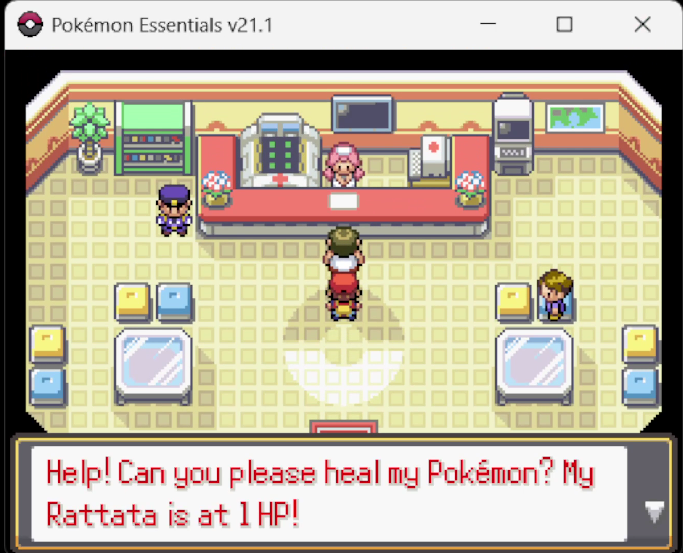 Pokémon Essentials v21.1
Help! Can you please heal my Pokémon? My
Rattata is at 1 HP!